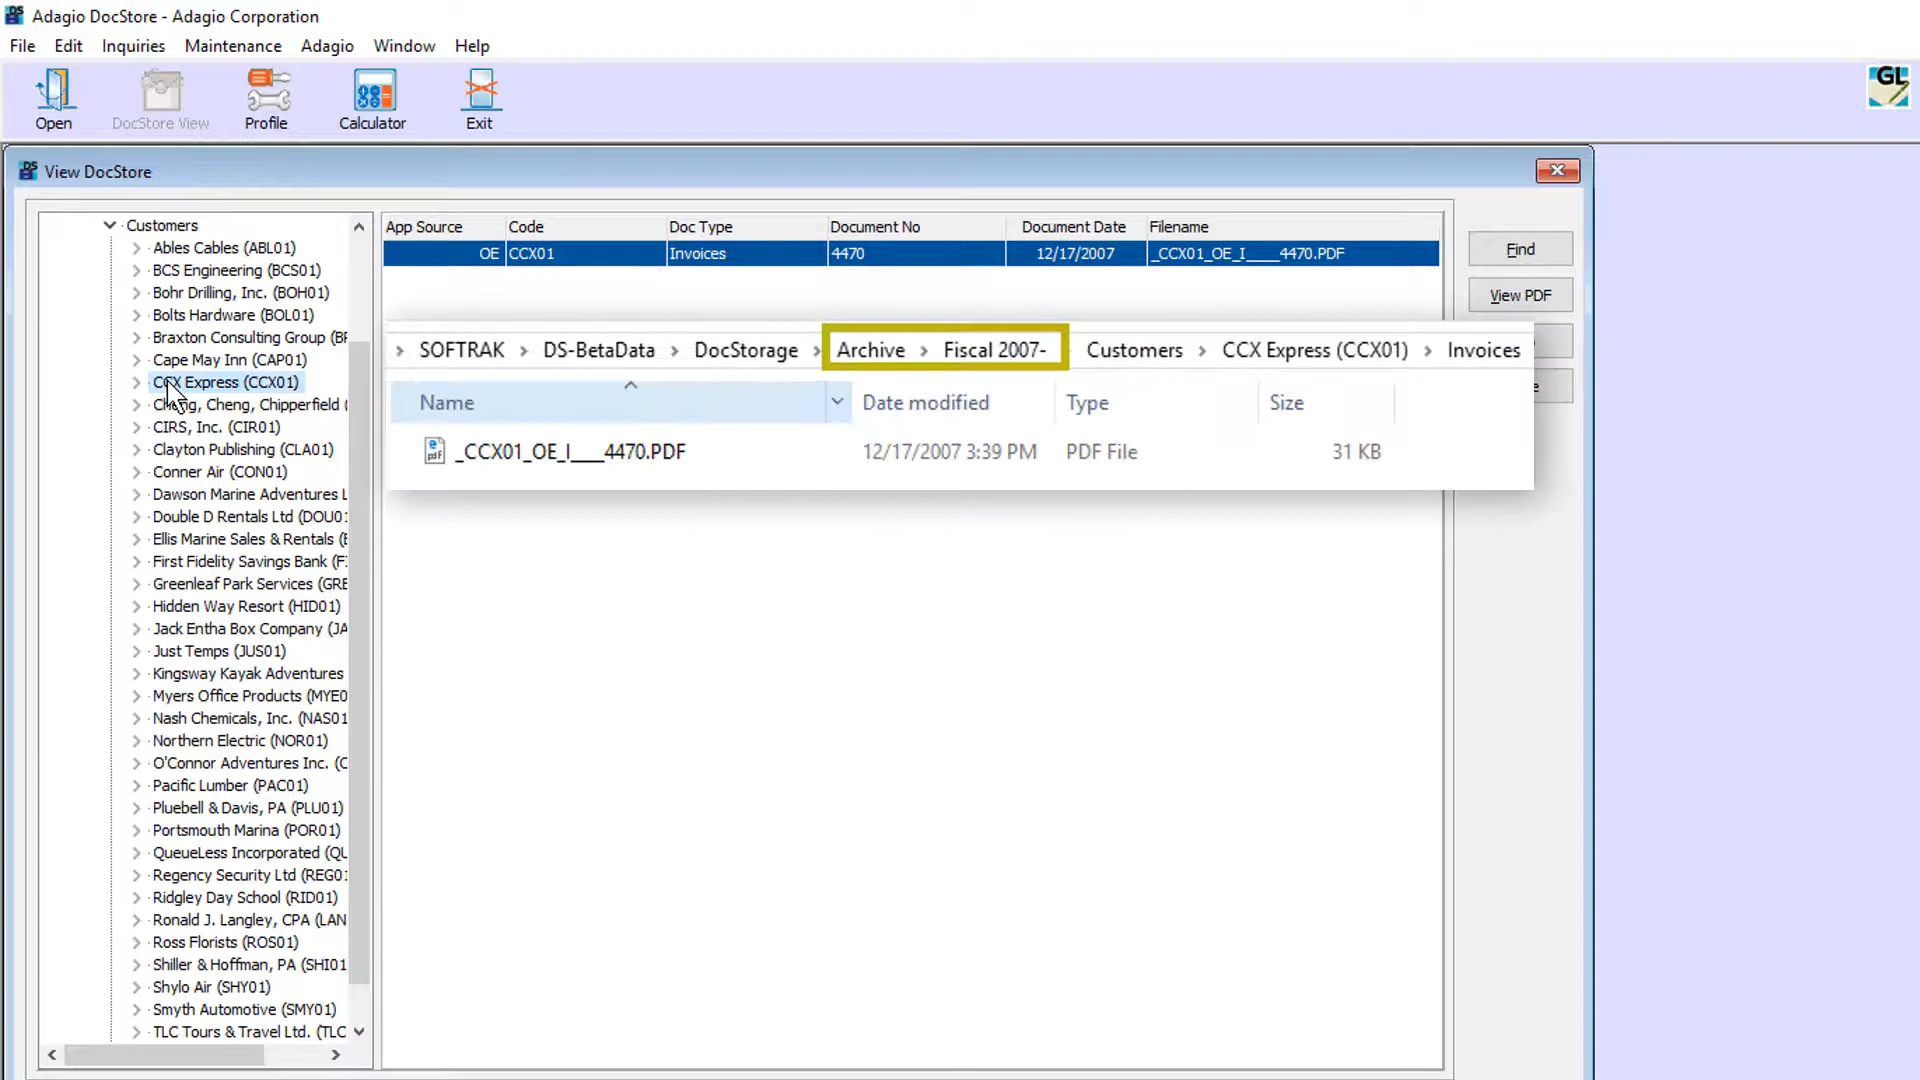 Adagio DocStore - Adagio Corporation
File Edit Inquiries Maintenance Adagio Window Help
Open DocStore View Profile Calculator Exit
GL
View DocStore
Customers
Ables Cables (ABL01)
BCS Engineering (BCS01)
Bohr Drilling, Inc. (BOH01)
Bolts Hardware (BOL01)
Braxton Consulting Group (BR
Cape May Inn (CAP01)
CCX Express (CCX01)
Cheng, Cheng, Chipperfield (
CIRS, Inc. (CIR01)
Clayton Publishing (CLA01)
Conner Air (CON01)
Dawson Marine Adventures L
Double D Rentals Ltd (DOU01
Ellis Marine Sales & Rentals (E
First Fidelity Savings Bank (FI
Greenleaf Park Services (GRE
Hidden Way Resort (HID01)
Jack Entha Box Company (JA
Just Temps (JUS01)
Kingsway Kayak Adventures
Myers Office Products (MYE0
Nash Chemicals, Inc. (NAS01
Northern Electric (NOR01)
O'Connor Adventures Inc. (C
Pacific Lumber (PAC01)
Pluebell & Davis, PA (PLU01)
Portsmouth Marina (POR01)
QueueLess Incorporated (QU
Regency Security Ltd (REG01
Ridgley Day School (RID01)
Ronald J. Langley, CPA (LAN
Ross Florists (ROS01)
Shiller & Hoffman, PA (SHI01
Shylo Air (SHY01)
Smyth Automotive (SMY01)
TLC Tours & Travel Ltd. (TLC
App Source Code Doc Type Document No Document Date Filename
OE CCX01 Invoices 4470 12/17/2007 _CCX01_OE_I____4470.PDF
Find
View PDF
SOFTRAK > DS-BetaData > DocStorage > Archive > Fiscal 2007- Customers > CCX Express (CCX01) > Invoices
Name Date modified Type Size
_CCX01_OE_I____4470.PDF 12/17/2007 3:39 PM PDF File 31 KB